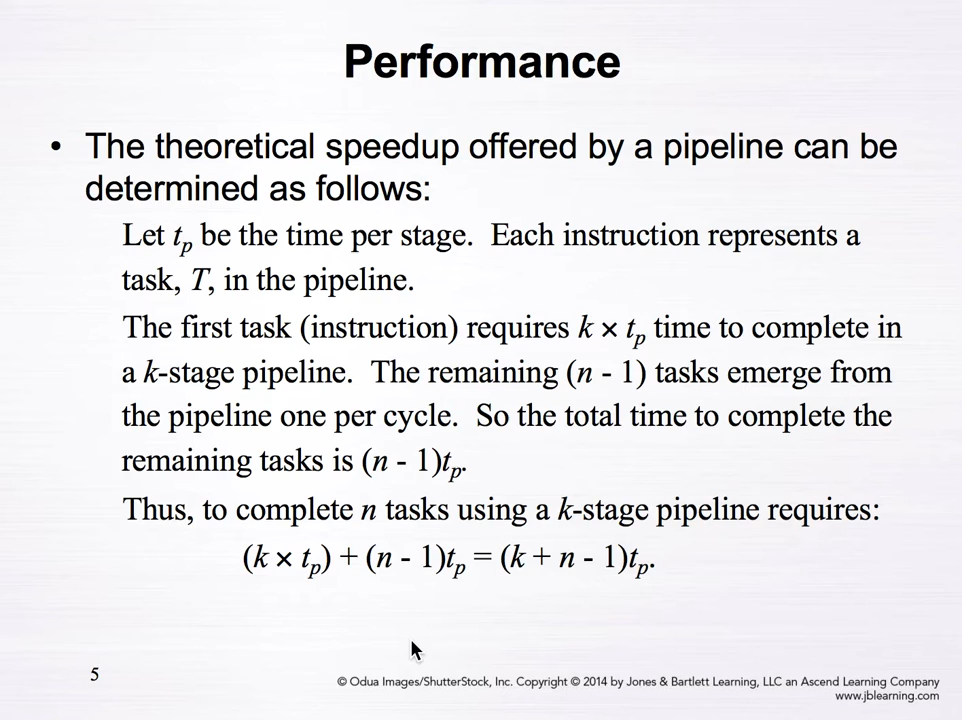 Performance
• The theoretical speedup offered by a pipeline can be
determined as follows:
Let tₚ be the time per stage. Each instruction represents a
task, T, in the pipeline.
The first task (instruction) requires k × tₚ time to complete in
a k-stage pipeline. The remaining (n - 1) tasks emerge from
the pipeline one per cycle. So the total time to complete the
remaining tasks is (n - 1)tₚ.
Thus, to complete n tasks using a k-stage pipeline requires:
(k × tₚ) + (n - 1)tₚ = (k + n - 1)tₚ.
5
© Odua Images/ShutterStock, Inc. Copyright © 2014 by Jones & Bartlett Learning, LLC an Ascend Learning Company
www.jblearning.com